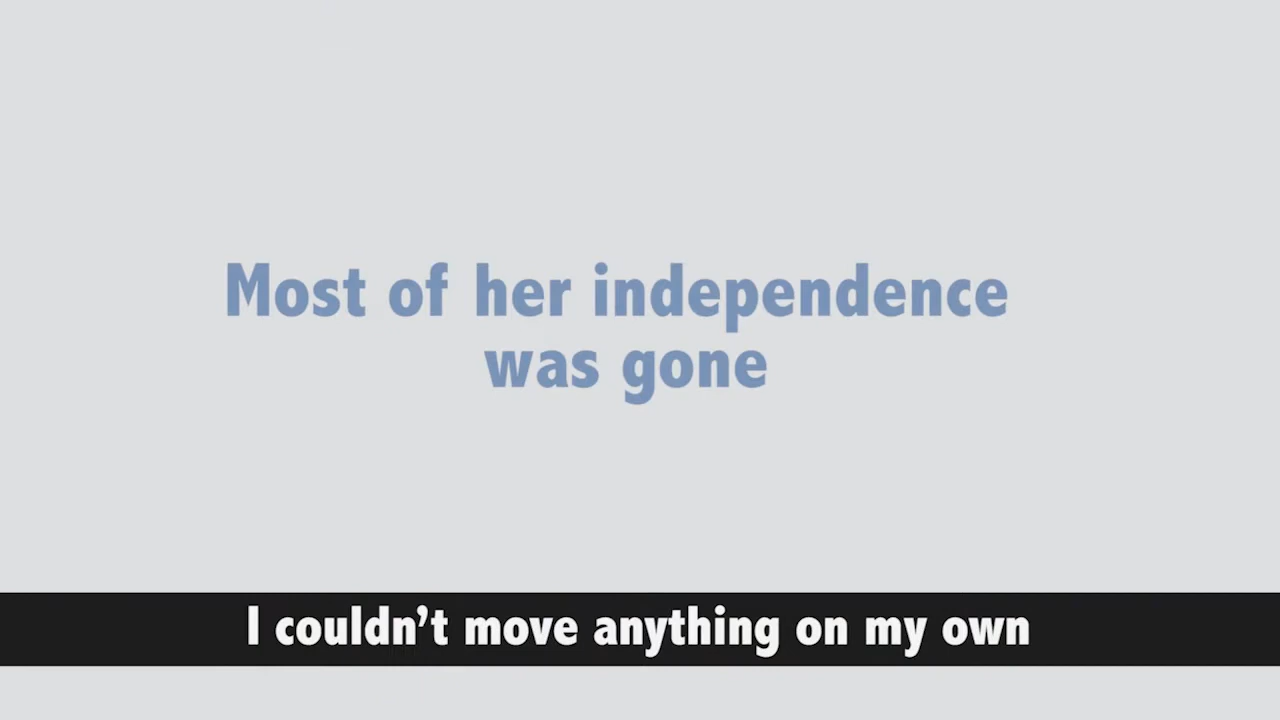 Most of her independence
was gone
I couldn’t move anything on my own